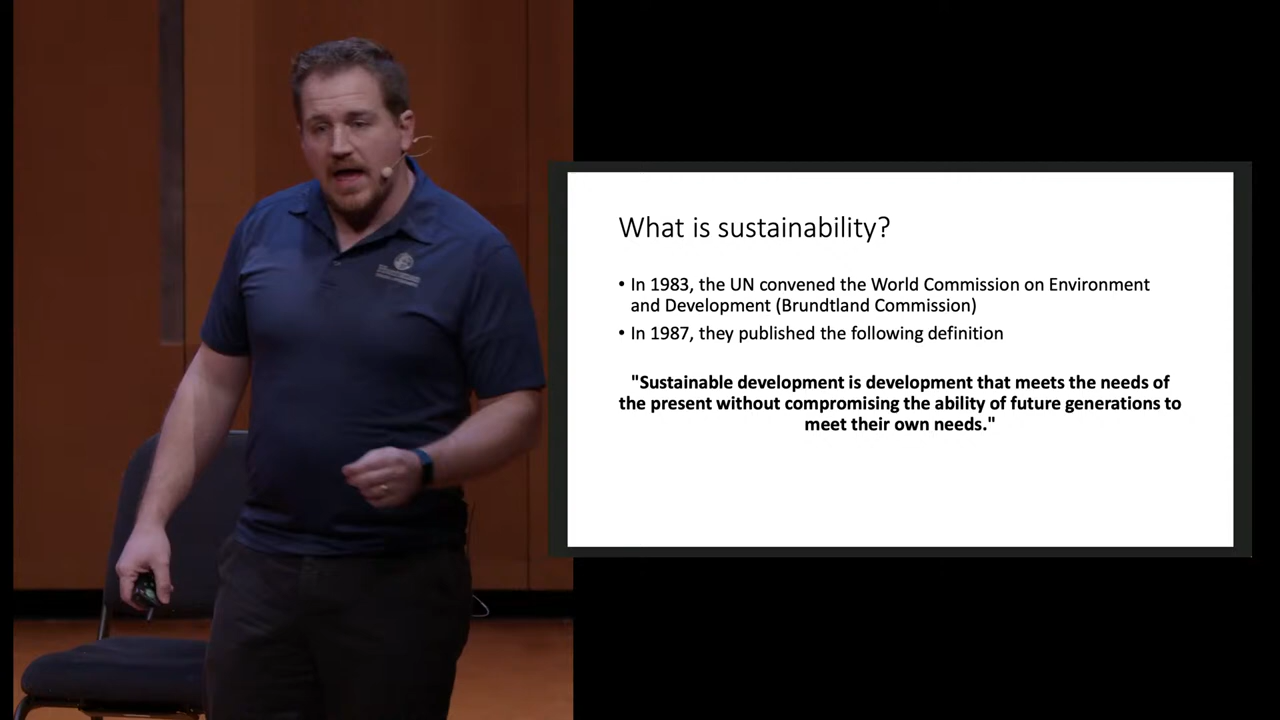 What is sustainability?
• In 1983, the UN convened the World Commission on Environment
and Development (Brundtland Commission)
• In 1987, they published the following definition
"Sustainable development is development that meets the needs of
the present without compromising the ability of future generations to
meet their own needs."